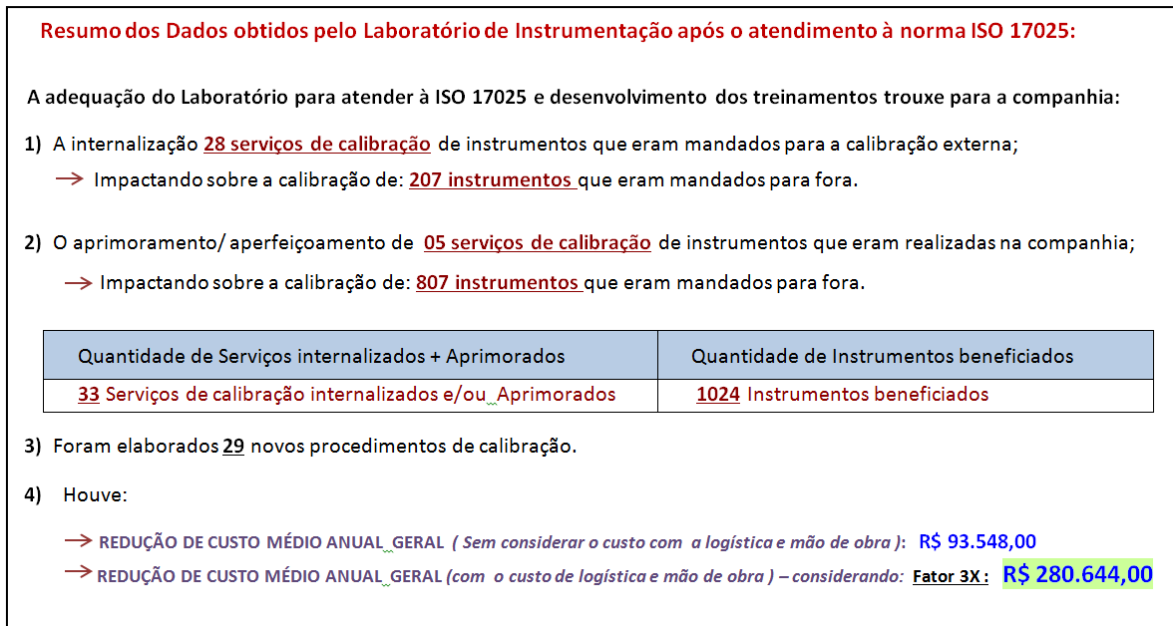 Resumo dos Dados obtidos pelo Laboratório de Instrumentação após o atendimento à norma ISO 17025:
A adequação do Laboratório para atender à ISO 17025 e desenvolvimento dos treinamentos trouxe para a companhia:
1) A internalização 28 serviços de calibração de instrumentos que eram mandados para a calibração externa;
→ Impactando sobre a calibração de: 207 instrumentos que eram mandados para fora.
2) O aprimoramento/ aperfeiçoamento de 05 serviços de calibração de instrumentos que eram realizadas na companhia;
→ Impactando sobre a calibração de: 807 instrumentos que eram mandados para fora.
Quantidade de Serviços internalizados + Aprimorados Quantidade de Instrumentos beneficiados
33 Serviços de calibração internalizados e/ou Aprimorados 1024 Instrumentos beneficiados
3) Foram elaborados 29 novos procedimentos de calibração.
4) Houve:
→ REDUÇÃO DE CUSTO MÉDIO ANUAL GERAL ( Sem considerar o custo com a logística e mão de obra ): R$ 93.548,00
→ REDUÇÃO DE CUSTO MÉDIO ANUAL GERAL (com o custo de logística e mão de obra ) – considerando: Fator 3X : R$ 280.644,00